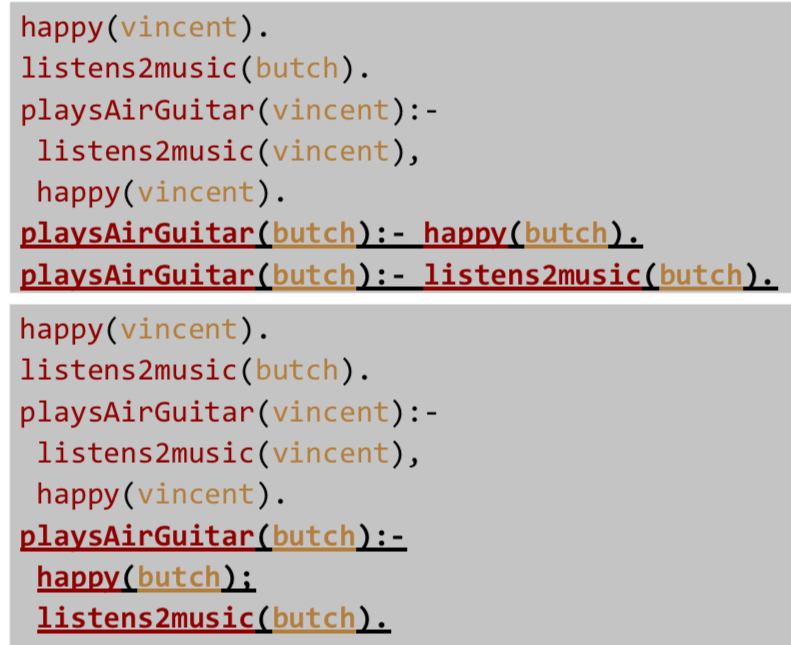 happy(vincent).
listens2music(butch).
playsAirGuitar(vincent):-
listens2music(vincent),
happy(vincent).
playsAirGuitar(butch):- happy(butch).
playsAirGuitar(butch):- listens2music(butch).
happy(vincent).
listens2music(butch).
playsAirGuitar(vincent):-
listens2music(vincent),
happy(vincent).
playsAirGuitar(butch):-
happy(butch);
listens2music(butch).